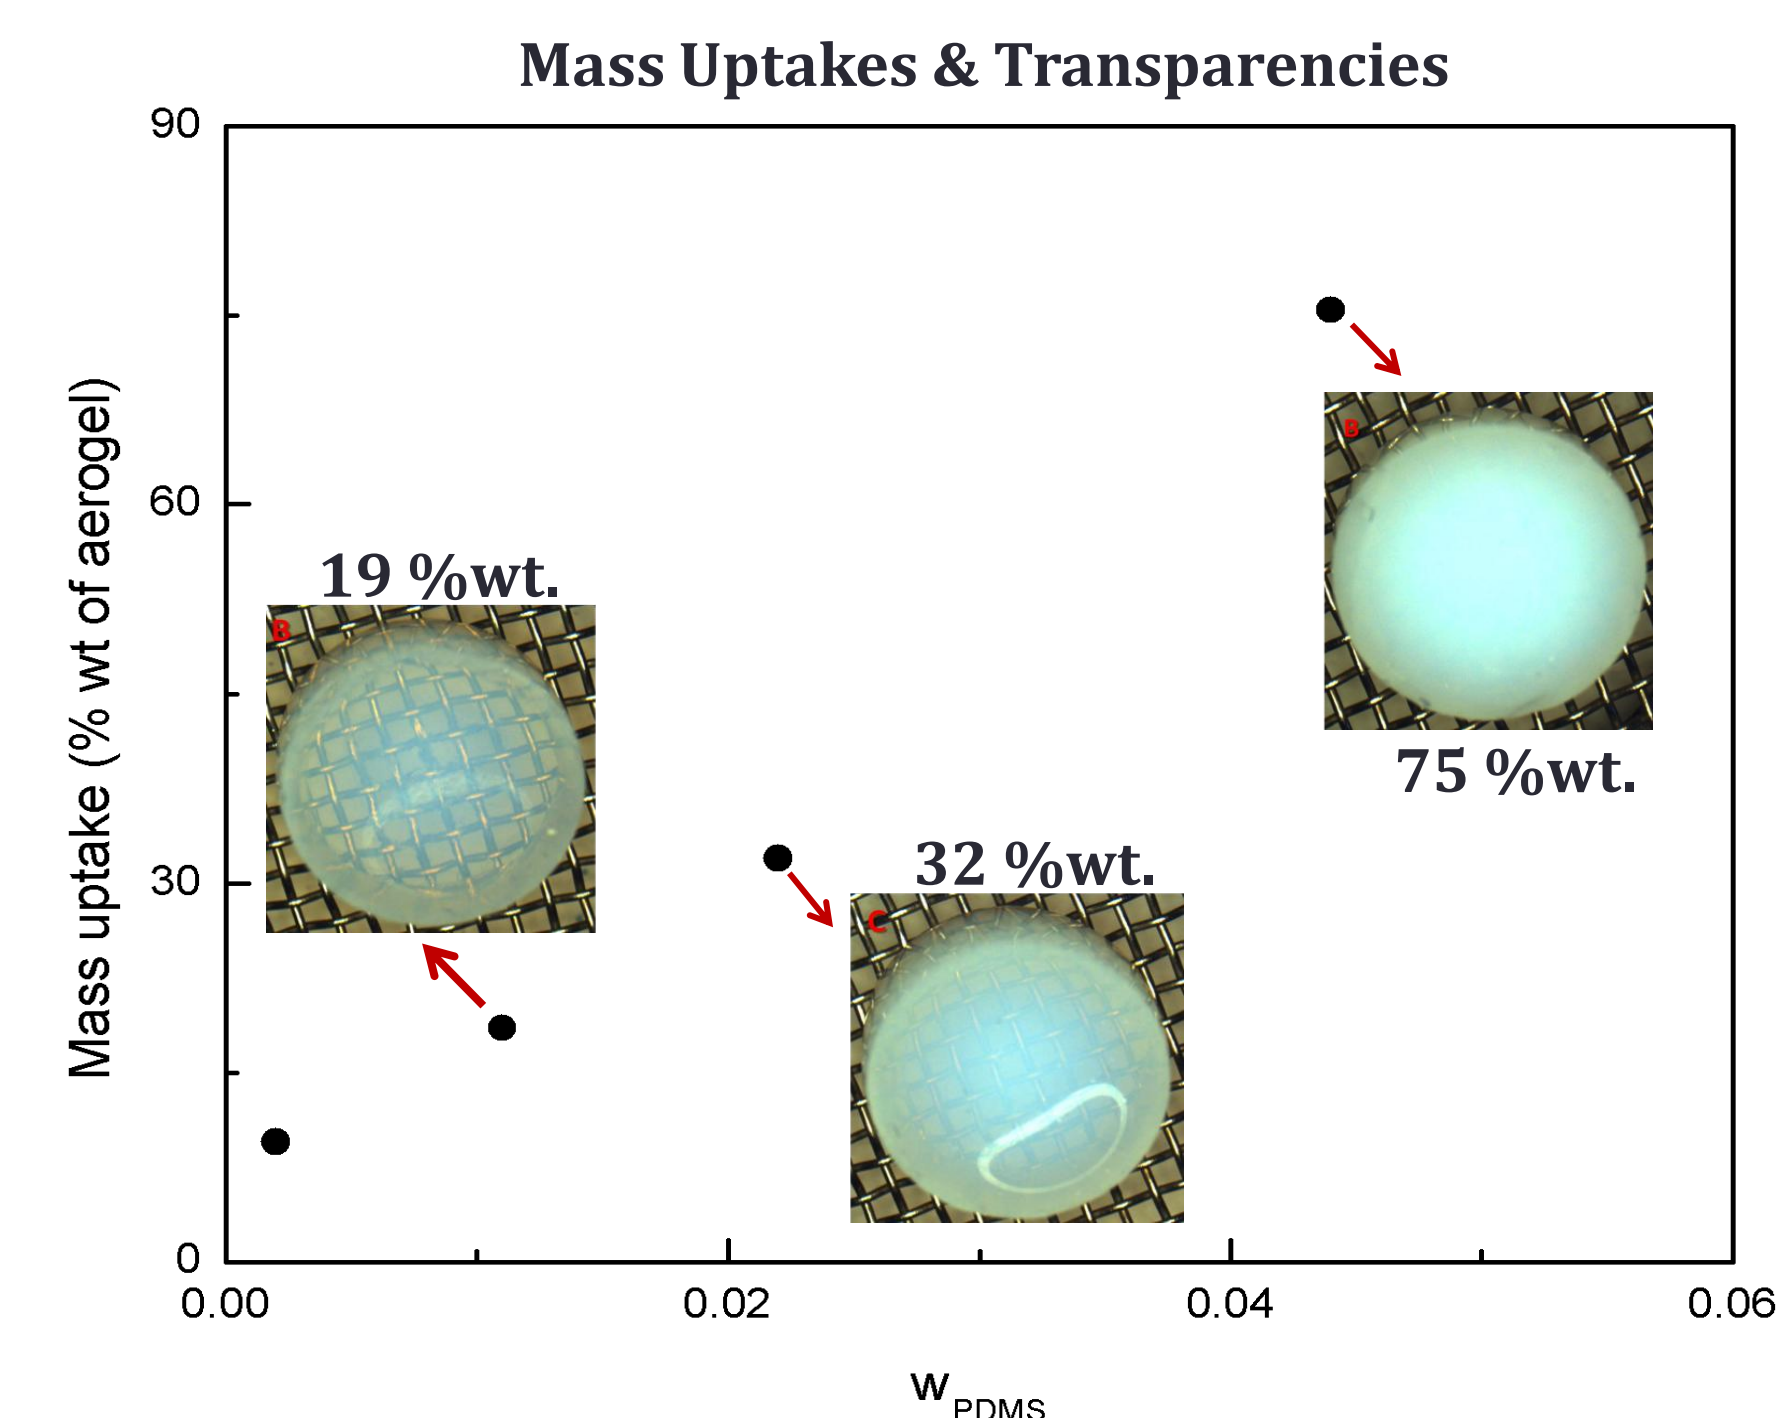 Mass Uptakes & Transparencies
90
60
30
0
Mass uptake (% wt of aerogel)
19 %wt.
B
32 %wt.
C
B
75 %wt.
0.00
0.02
0.04
0.06
w PDMS